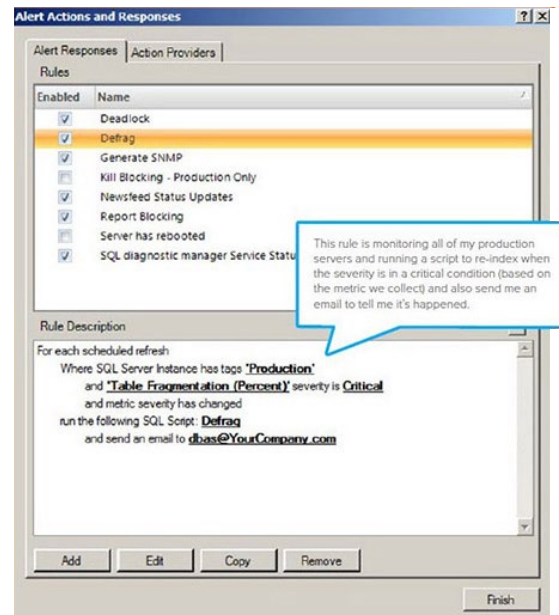 Alert Actions and Responses
Alert Responses Action Providers
Rules
Enabled Name
Deadlock
Defrag
Generate SNMP
Kill Blocking - Production Only
Newsfeed Status Updates
Report Blocking
Server has rebooted
SQL diagnostic manager Service Statu
This rule is monitoring all of my production
servers and running a script to re-index when
the severity is in a critical condition (based on
the metric we collect) and also send me an
email to tell me it's happened.
Rule Description
For each scheduled refresh
Where SQL Server Instance has tags 'Production'
and 'Table Fragmentation (Percent)' severity is Critical
and metric severity has changed
run the following SQL Script: Defrag
and send an email to dbas@YourCompany.com
Add Edit Copy Remove
Finish